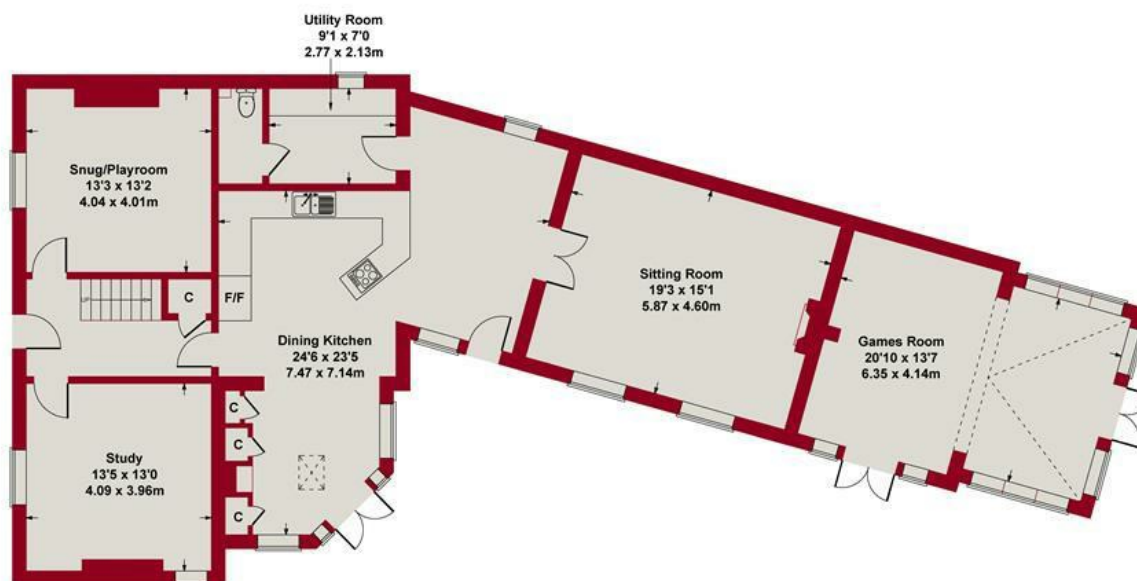 Utility Room
9'1 x 7'0
2.77 x 2.13m
Snug/Playroom
13'3 x 13'2
4.04 x 4.01m
Sitting Room
19'3 x 15'1
5.87 x 4.60m
C
F/F
Dining Kitchen
24'6 x 23'5
7.47 x 7.14m
Games Room
20'10 x 13'7
6.35 x 4.14m
C
C
Study
13'5 x 13'0
4.09 x 3.96m
C